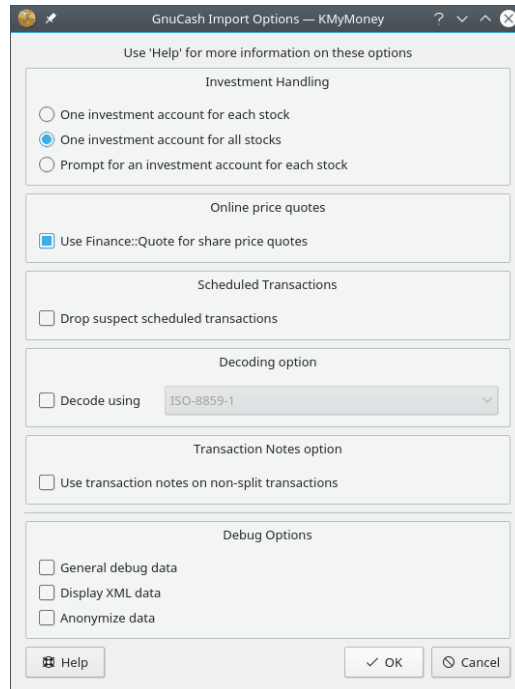 GnuCash Import Options — KMyMoney
Use 'Help' for more information on these options
Investment Handling
One investment account for each stock
One investment account for all stocks
Prompt for an investment account for each stock
Online price quotes
Use Finance::Quote for share price quotes
Scheduled Transactions
Drop suspect scheduled transactions
Decoding option
Decode using ISO-8859-1
Transaction Notes option
Use transaction notes on non-split transactions
Debug Options
General debug data
Display XML data
Anonymize data
Help OK Cancel